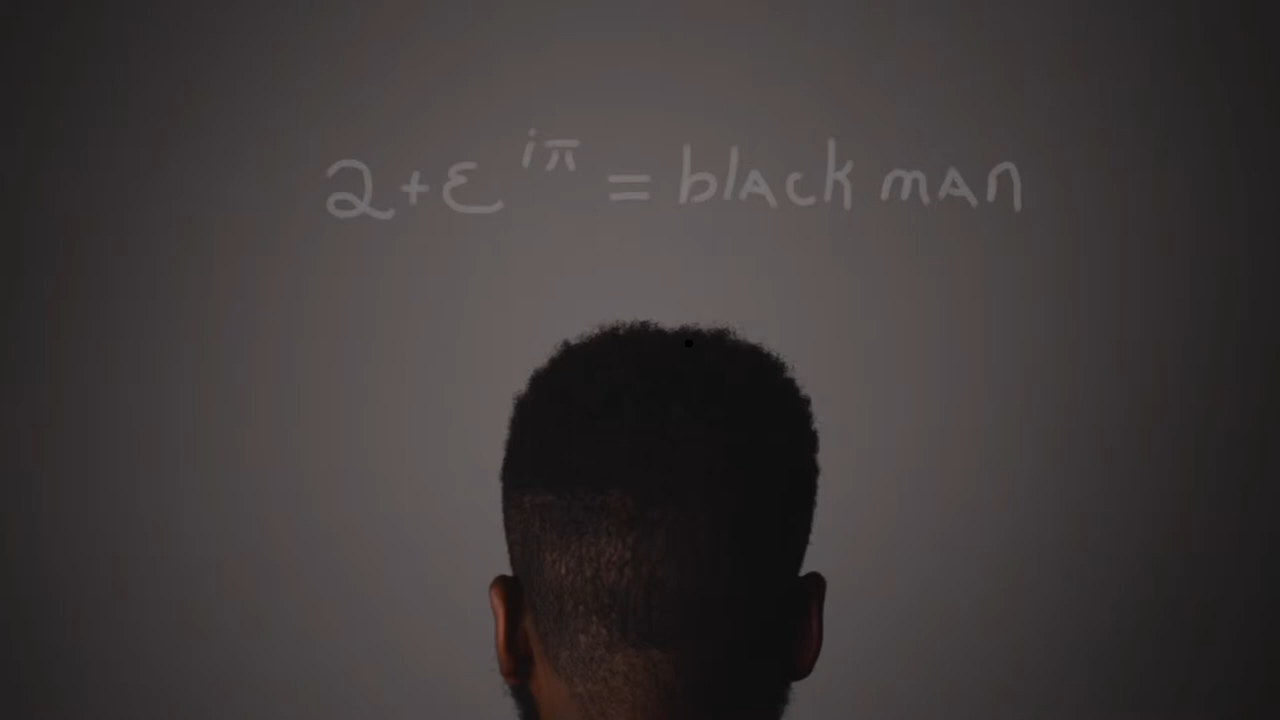 2+e^{iπ} = black man